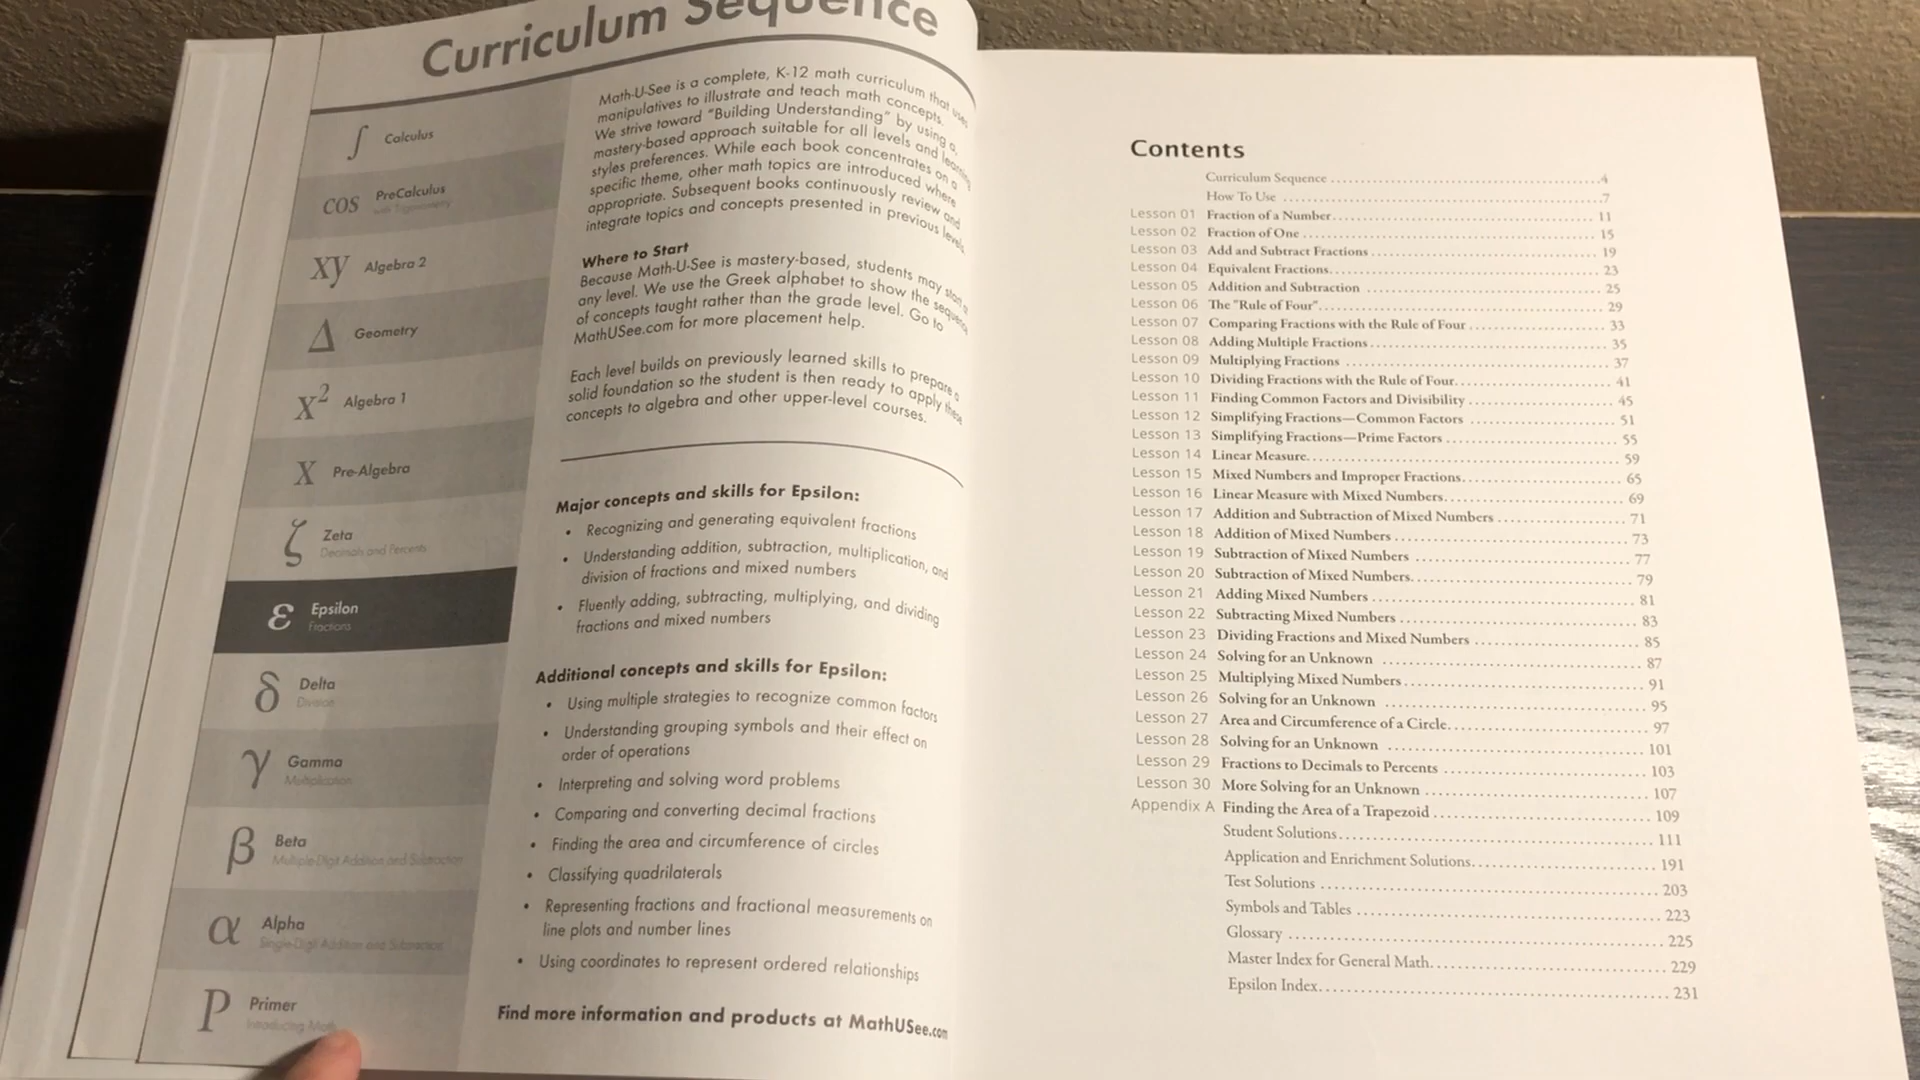 Curriculum Sequence
∫ Calculus
cos PreCalculus
with Trigonometry
xy Algebra 2
Δ Geometry
x² Algebra 1
x Pre-Algebra
ζ Zeta
Decimals and Percents
ε Epsilon
Fractions
δ Delta
Division
γ Gamma
Multiplication
β Beta
Multiple-Digit Addition and Subtraction
α Alpha
Single-Digit Addition and Subtraction
P Primer
Introducing Math
Math-U-See is a complete, K-12 math curriculum that uses
manipulatives to illustrate and teach math concepts.
We strive toward "Building Understanding" by using a
mastery-based approach suitable for all levels and learning
styles preferences. While each book concentrates on a
specific theme, other math topics are introduced where
appropriate. Subsequent books continuously review and
integrate topics and concepts presented in previous levels.
Where to Start
Because Math-U-See is mastery-based, students may start at
any level. We use the Greek alphabet to show the sequence
of concepts taught rather than the grade level. Go to
MathUSee.com for more placement help.
Each level builds on previously learned skills to prepare a
solid foundation so the student is then ready to apply these
concepts to algebra and other upper-level courses.
Major concepts and skills for Epsilon:
• Recognizing and generating equivalent fractions
• Understanding addition, subtraction, multiplication, and
division of fractions and mixed numbers
• Fluently adding, subtracting, multiplying, and dividing
fractions and mixed numbers
Additional concepts and skills for Epsilon:
• Using multiple strategies to recognize common factors
• Understanding grouping symbols and their effect on
order of operations
• Interpreting and solving word problems
• Comparing and converting decimal fractions
• Finding the area and circumference of circles
• Classifying quadrilaterals
• Representing fractions and fractional measurements on
line plots and number lines
• Using coordinates to represent ordered relationships
Find more information and products at MathUSee.com
Contents
Curriculum Sequence ..... 4
How To Use ..... 7
Lesson 01 Fraction of a Number ..... 11
Lesson 02 Fraction of One ..... 15
Lesson 03 Add and Subtract Fractions ..... 19
Lesson 04 Equivalent Fractions ..... 23
Lesson 05 Addition and Subtraction ..... 25
Lesson 06 The "Rule of Four" ..... 29
Lesson 07 Comparing Fractions with the Rule of Four ..... 33
Lesson 08 Adding Multiple Fractions ..... 35
Lesson 09 Multiplying Fractions ..... 37
Lesson 10 Dividing Fractions with the Rule of Four ..... 41
Lesson 11 Finding Common Factors and Divisibility ..... 45
Lesson 12 Simplifying Fractions—Common Factors ..... 51
Lesson 13 Simplifying Fractions—Prime Factors ..... 55
Lesson 14 Linear Measure ..... 59
Lesson 15 Mixed Numbers and Improper Fractions ..... 65
Lesson 16 Linear Measure with Mixed Numbers ..... 69
Lesson 17 Addition and Subtraction of Mixed Numbers ..... 71
Lesson 18 Addition of Mixed Numbers ..... 73
Lesson 19 Subtraction of Mixed Numbers ..... 77
Lesson 20 Subtraction of Mixed Numbers ..... 79
Lesson 21 Adding Mixed Numbers ..... 81
Lesson 22 Subtracting Mixed Numbers ..... 83
Lesson 23 Dividing Fractions and Mixed Numbers ..... 85
Lesson 24 Solving for an Unknown ..... 87
Lesson 25 Multiplying Mixed Numbers ..... 91
Lesson 26 Solving for an Unknown ..... 95
Lesson 27 Area and Circumference of a Circle ..... 97
Lesson 28 Solving for an Unknown ..... 101
Lesson 29 Fractions to Decimals to Percents ..... 103
Lesson 30 More Solving for an Unknown ..... 107
Appendix A Finding the Area of a Trapezoid ..... 109
Student Solutions ..... 111
Application and Enrichment Solutions ..... 191
Test Solutions ..... 203
Symbols and Tables ..... 223
Glossary ..... 225
Master Index for General Math ..... 229
Epsilon Index ..... 231